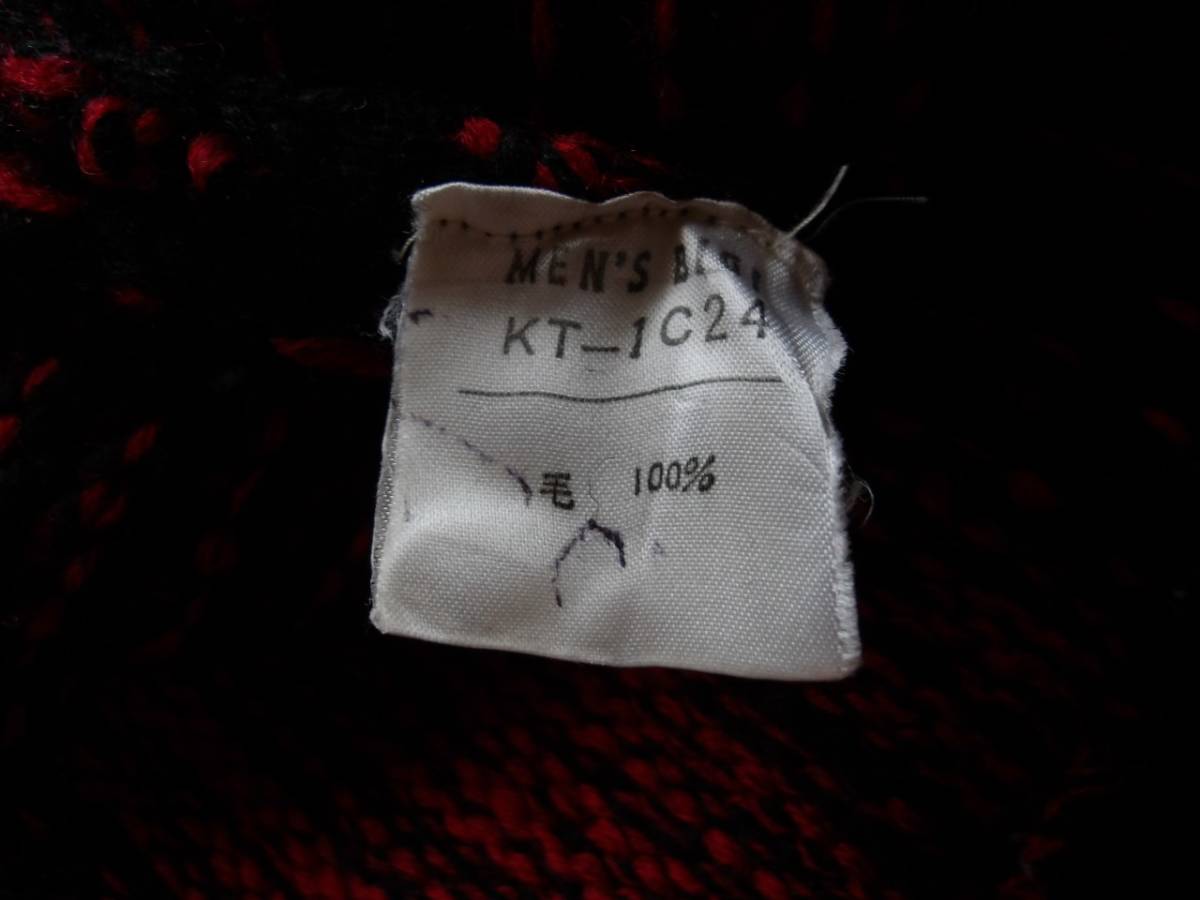 MEN'S
KT-1C24
毛 100%